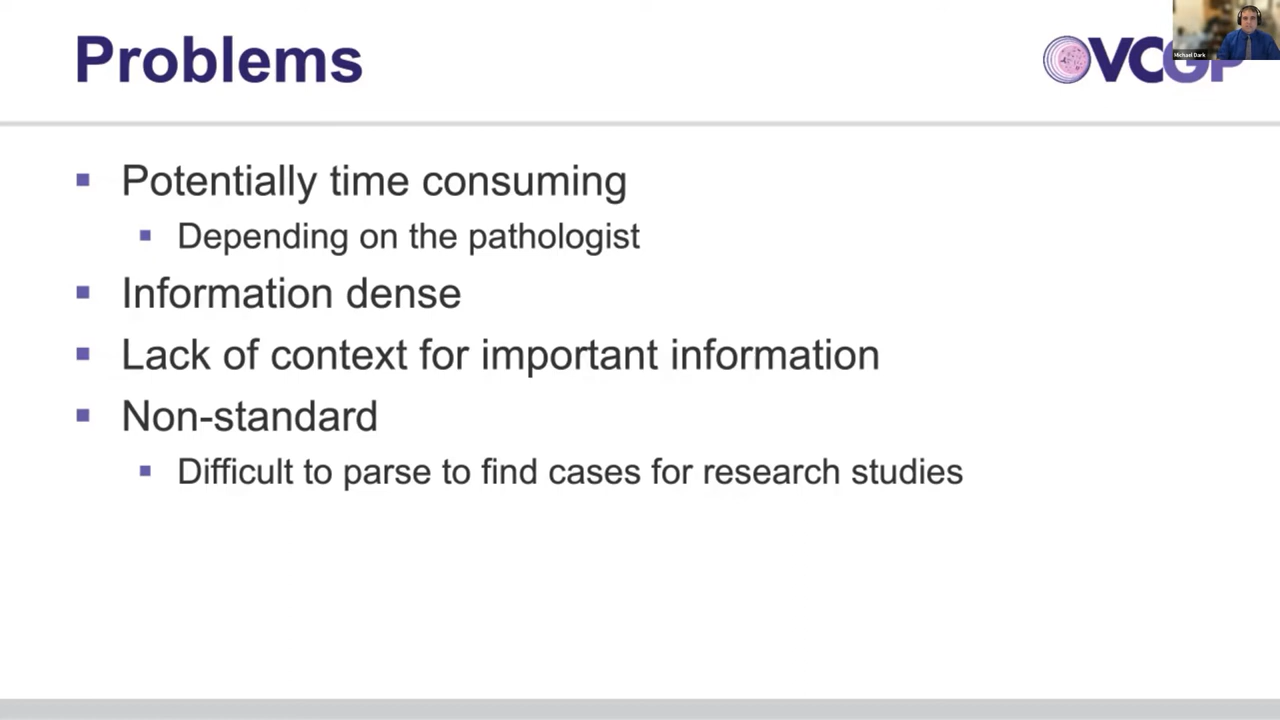 Problems
VCGP
Michael Dark
Potentially time consuming
Depending on the pathologist
Information dense
Lack of context for important information
Non-standard
Difficult to parse to find cases for research studies